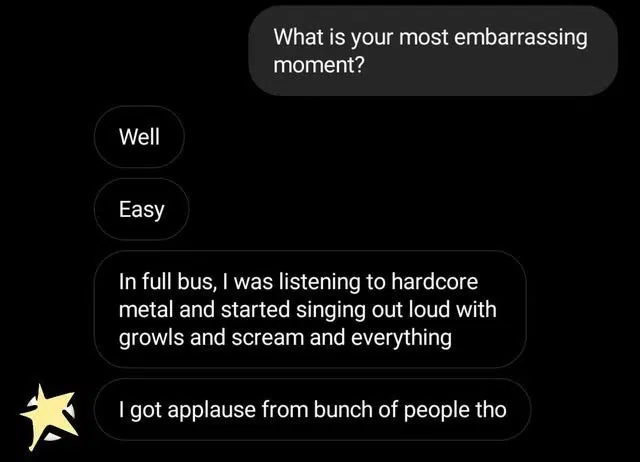 What is your most embarrassing
moment?
Well
Easy
In full bus, I was listening to hardcore
metal and started singing out loud with
growls and scream and everything
I got applause from bunch of people tho